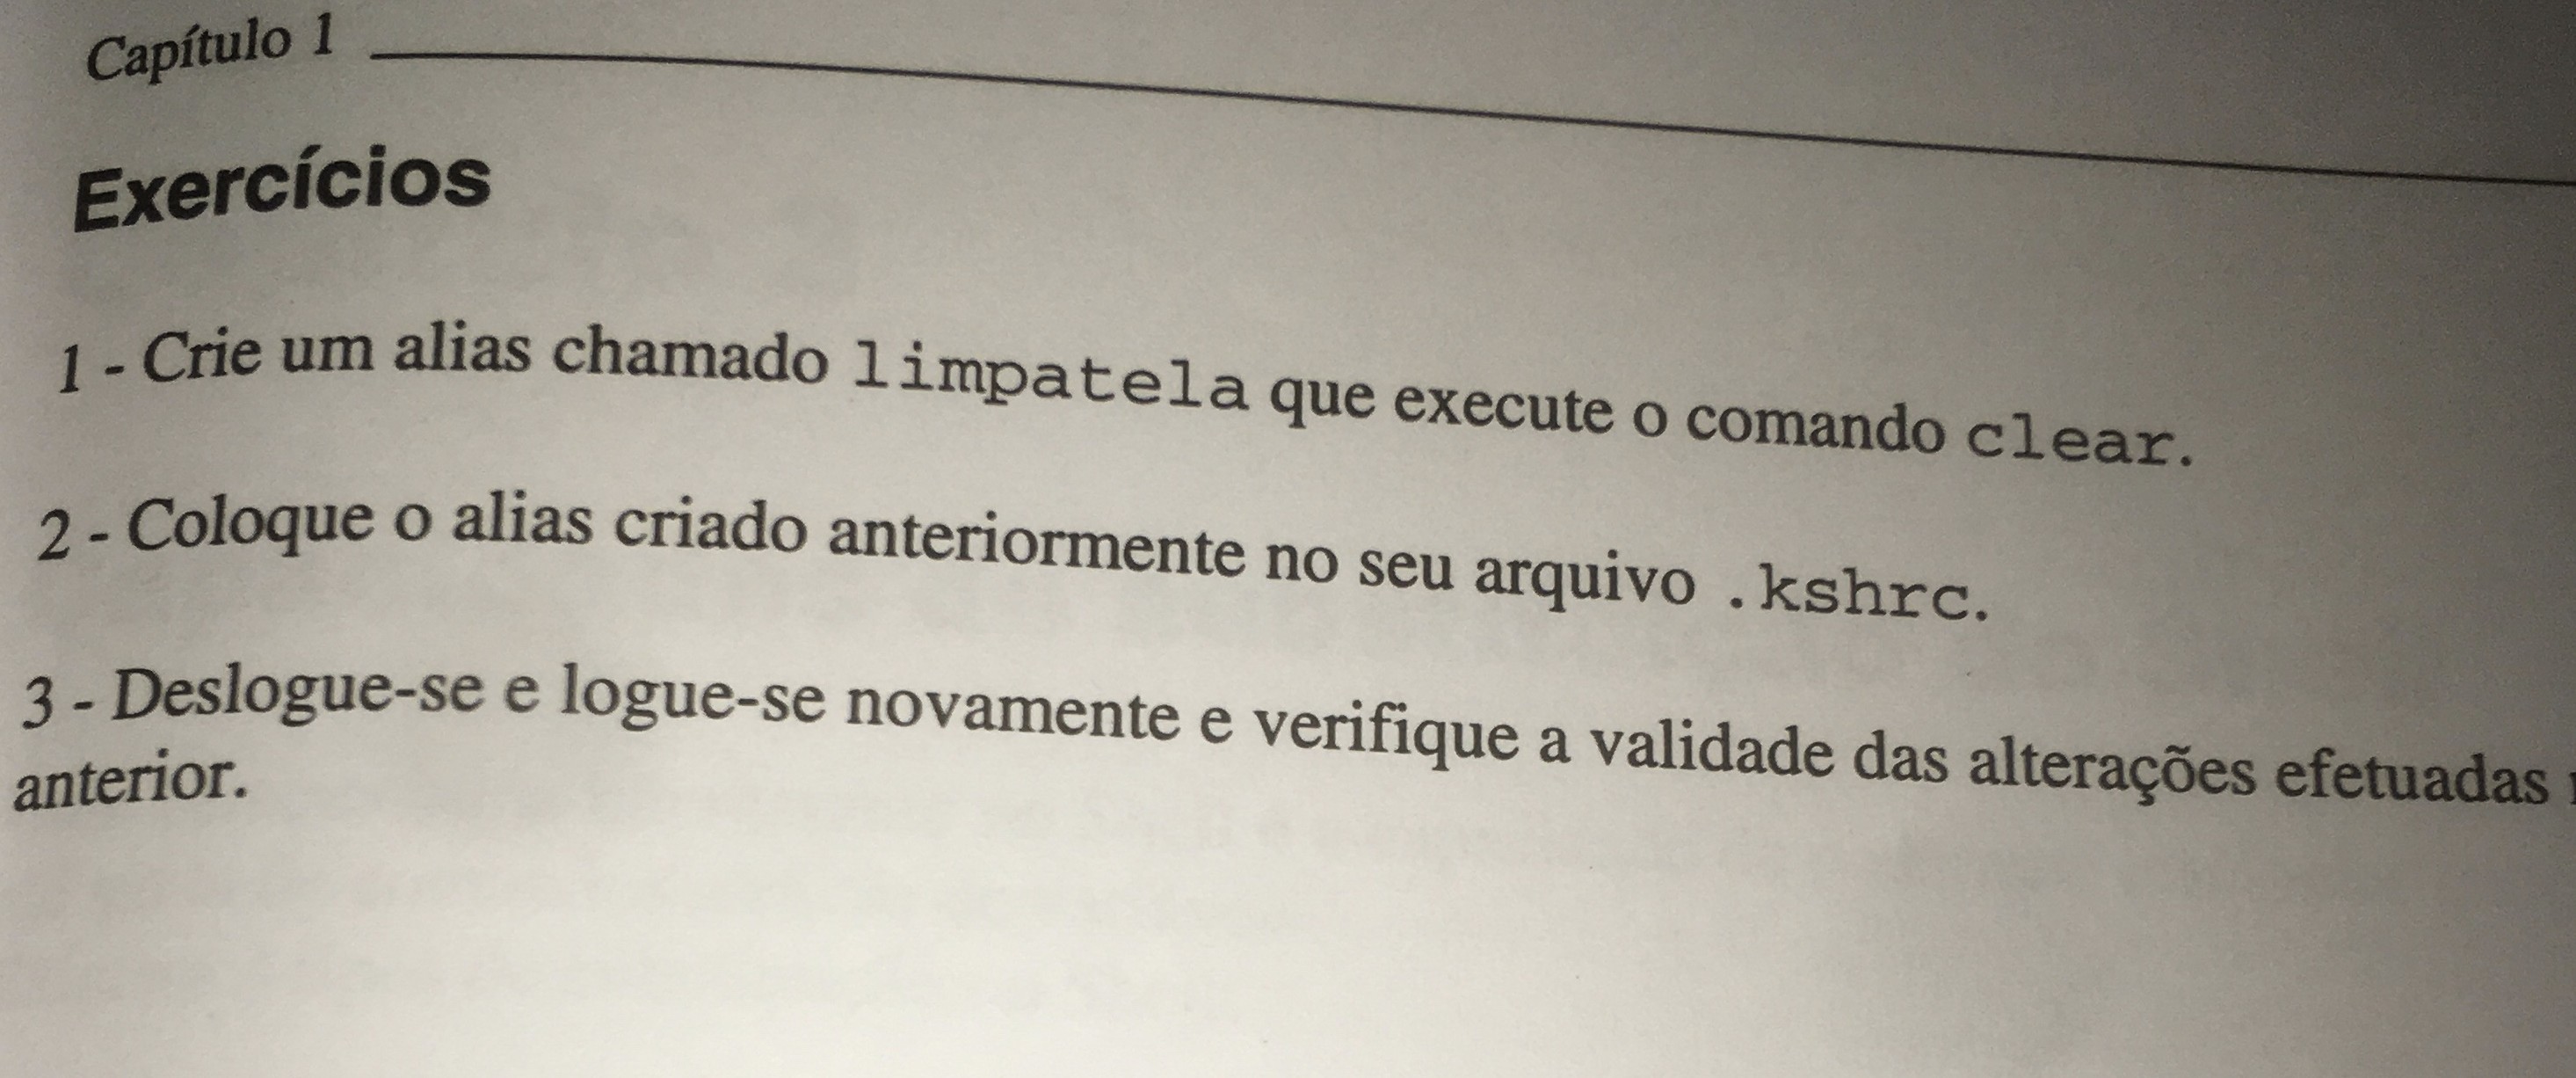 Capítulo 1
Exercícios
1 - Crie um alias chamado limpatela que execute o comando clear.
2 - Coloque o alias criado anteriormente no seu arquivo .kshrc.
3 - Deslogue-se e logue-se novamente e verifique a validade das alterações efetuadas
anterior.